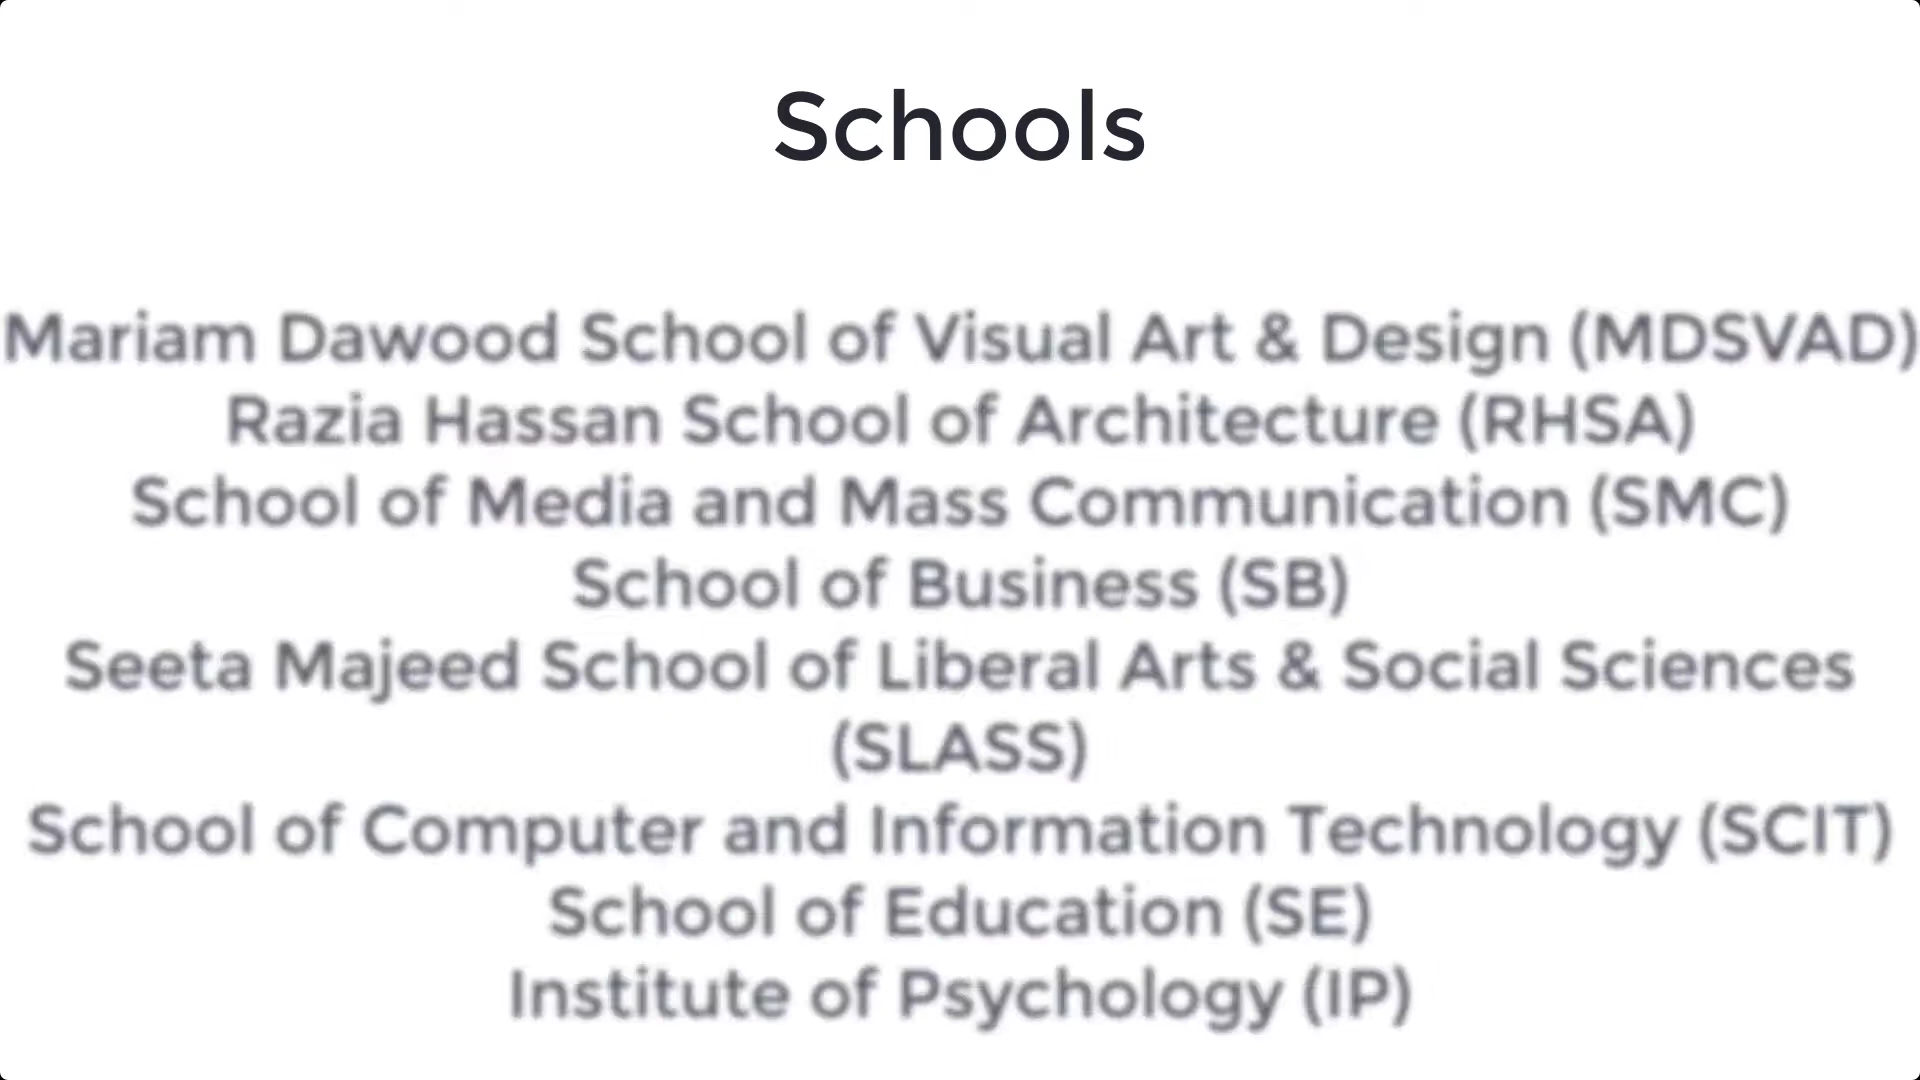 Schools
Mariam Dawood School of Visual Art & Design (MDSVAD)
Razia Hassan School of Architecture (RHSA)
School of Media and Mass Communication (SMC)
School of Business (SB)
Seeta Majeed School of Liberal Arts & Social Sciences
(SLASS)
School of Computer and Information Technology (SCIT)
School of Education (SE)
Institute of Psychology (IP)